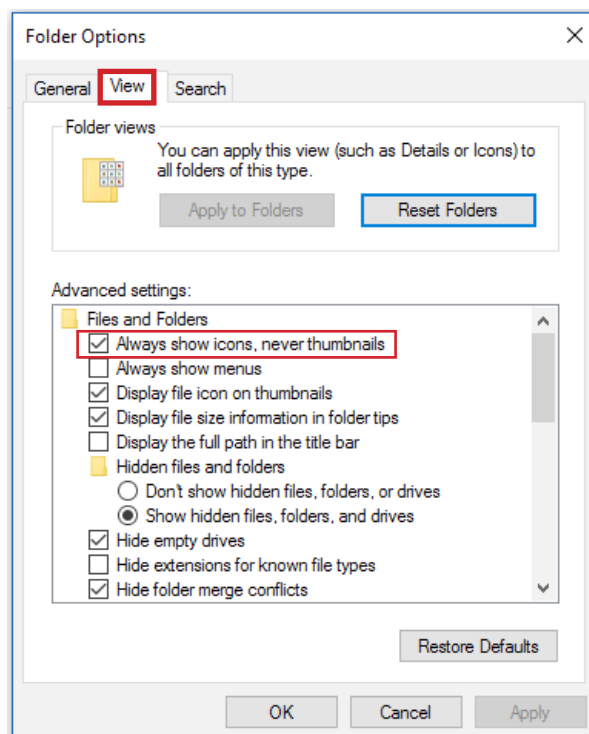 Folder Options
General View Search
Folder views
You can apply this view (such as Details or Icons) to
all folders of this type.
Apply to Folders Reset Folders
Advanced settings:
Files and Folders
Always show icons, never thumbnails
Always show menus
Display file icon on thumbnails
Display file size information in folder tips
Display the full path in the title bar
Hidden files and folders
Don't show hidden files, folders, or drives
Show hidden files, folders, and drives
Hide empty drives
Hide extensions for known file types
Hide folder merge conflicts
Restore Defaults
OK Cancel Apply